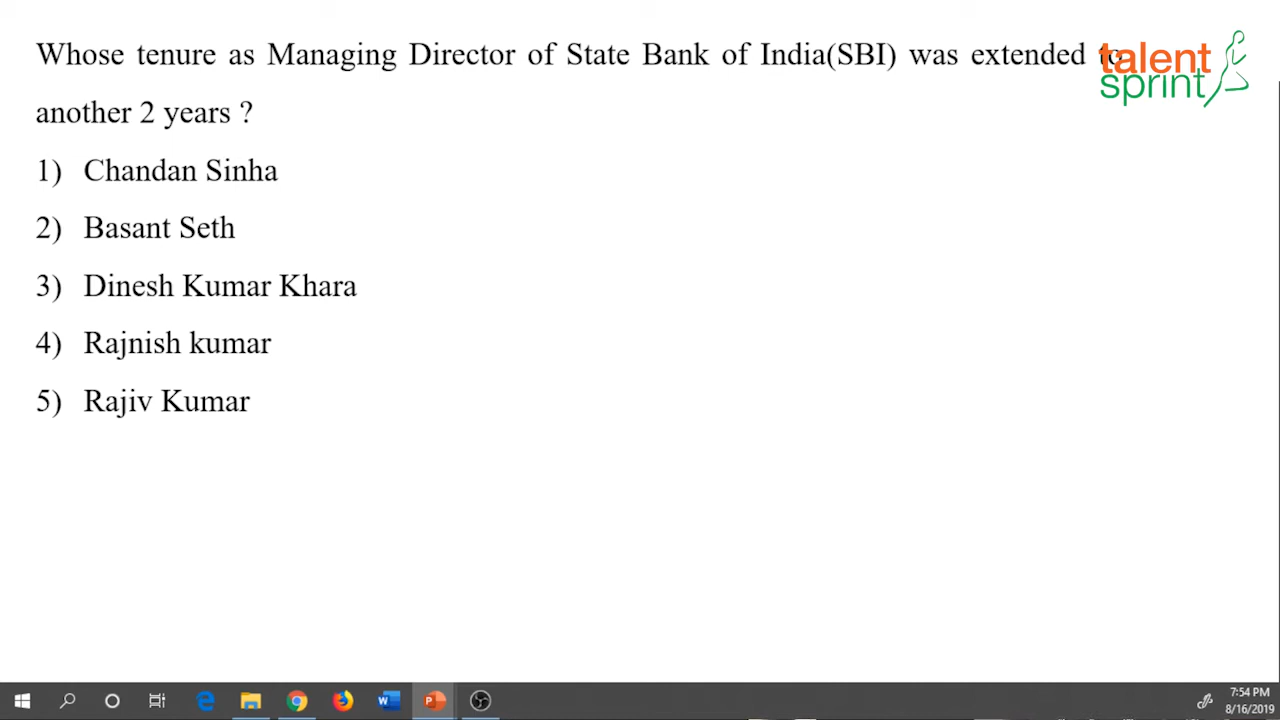 Whose tenure as Managing Director of State Bank of India(SBI) was extended to
another 2 years ?
talent
sprint
1) Chandan Sinha
2) Basant Seth
3) Dinesh Kumar Khara
4) Rajnish kumar
5) Rajiv Kumar
7:54 PM
8/16/2019